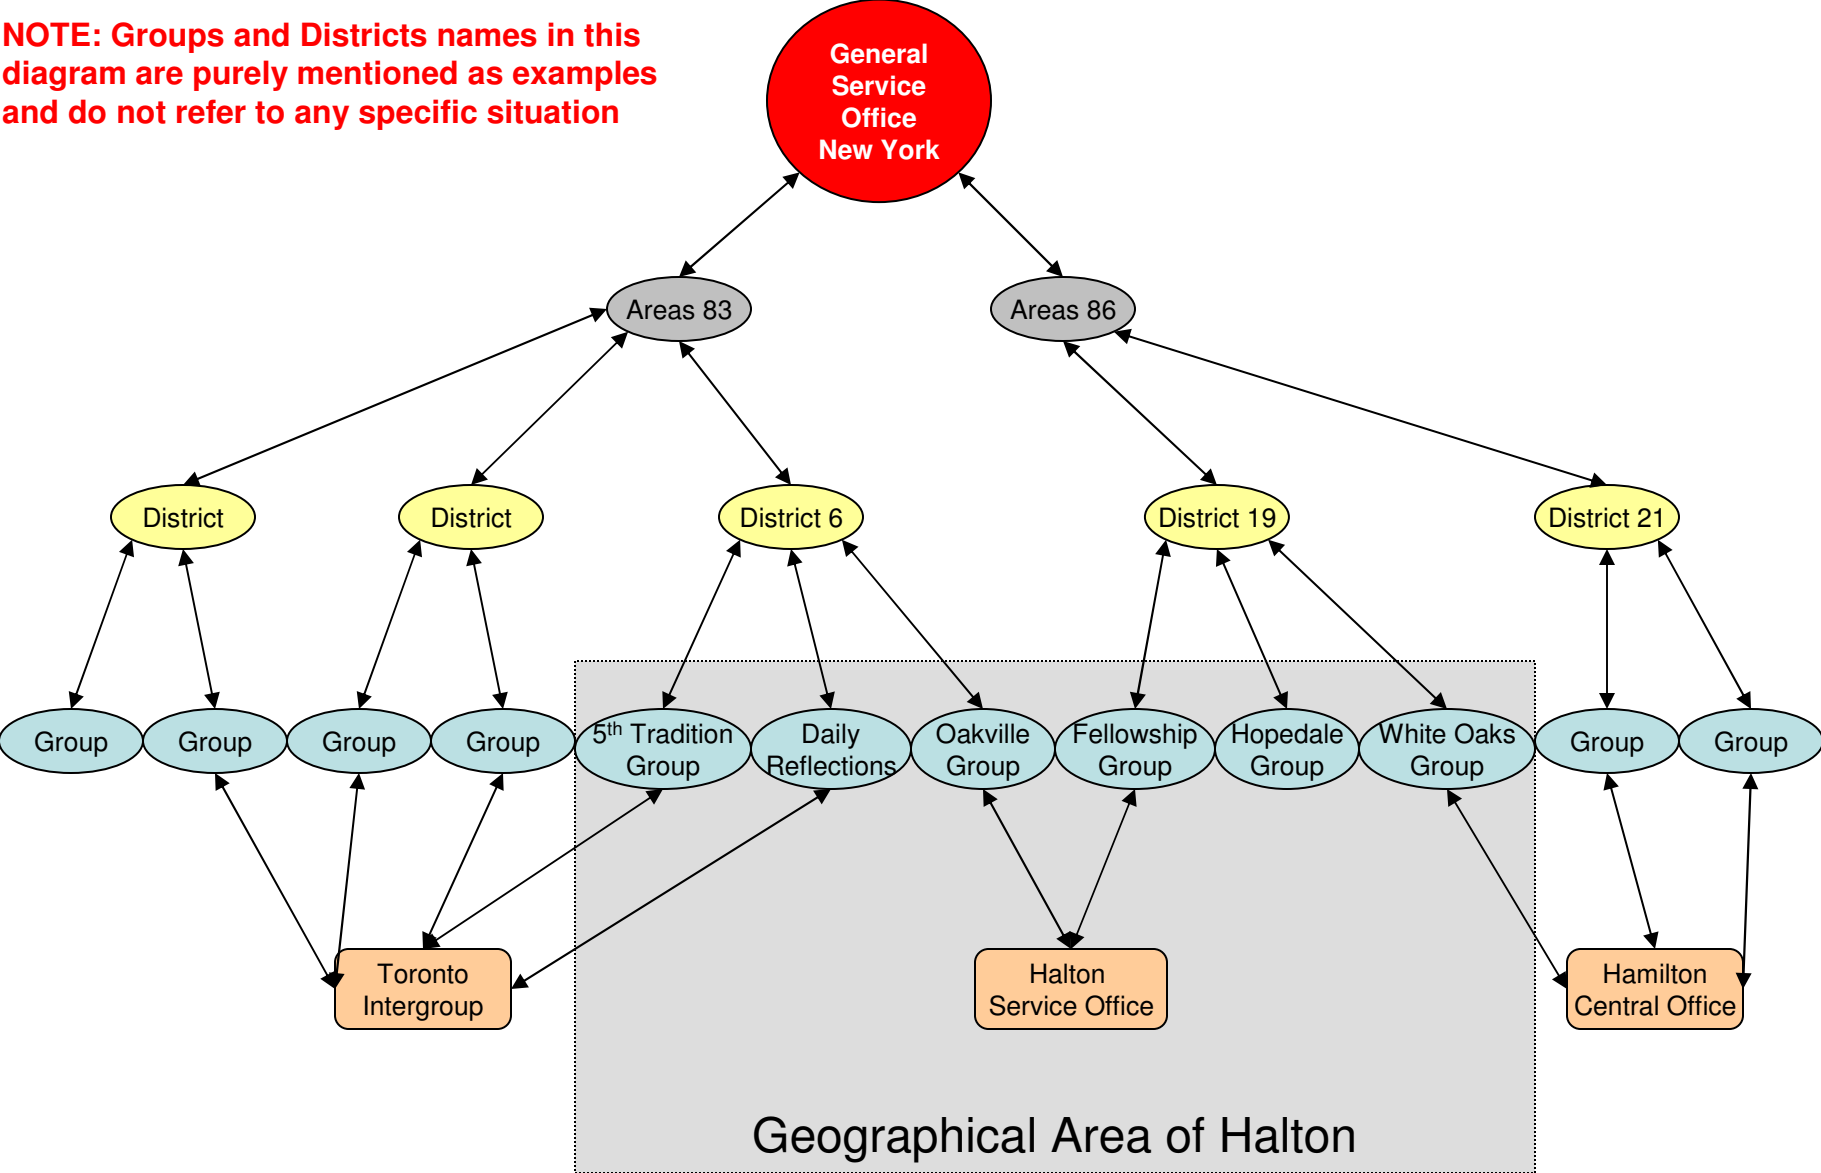 NOTE: Groups and Districts names in this
diagram are purely mentioned as examples
and do not refer to any specific situation
General
Service
Office
New York
Areas 83
Areas 86
District
District
District 6
District 19
District 21
Group
Group
Group
Group
5th Tradition
Group
Daily
Reflections
Oakville
Group
Fellowship
Group
Hopedale
Group
White Oaks
Group
Group
Group
Toronto
Intergroup
Halton
Service Office
Hamilton
Central Office
Geographical Area of Halton